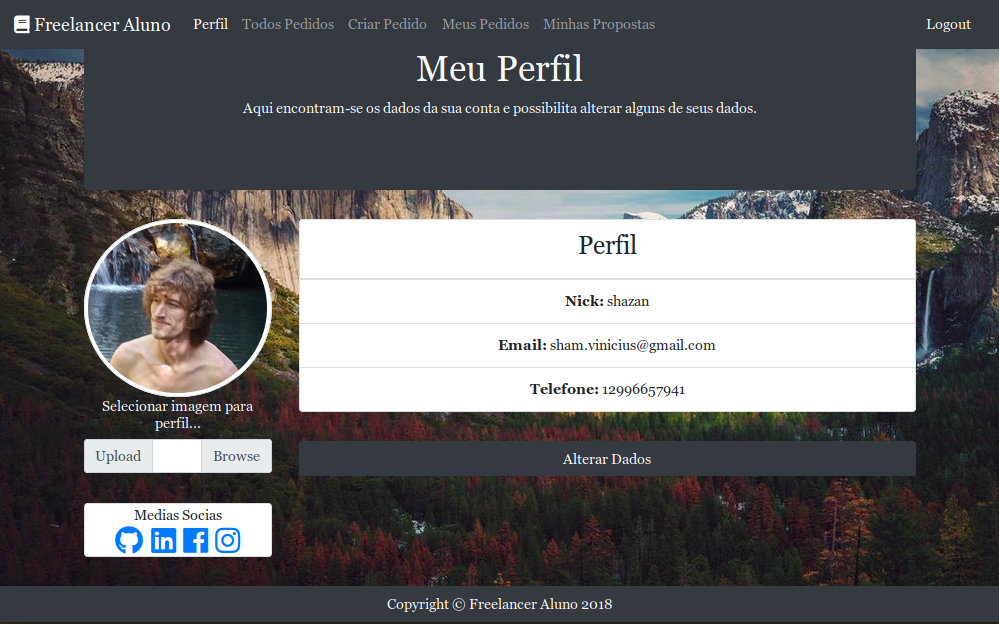 Freelancer Aluno Perfil Todos Pedidos Criar Pedido Meus Pedidos Minhas Propostas Logout
Meu Perfil
Aqui encontram-se os dados da sua conta e possibilita alterar alguns de seus dados.
Perfil
Nick: shazan
Email: sham.vinicius@gmail.com
Telefone: 12996657941
Selecionar imagem para
perfil...
Upload Browse
Alterar Dados
Medias Socias
Copyright © Freelancer Aluno 2018